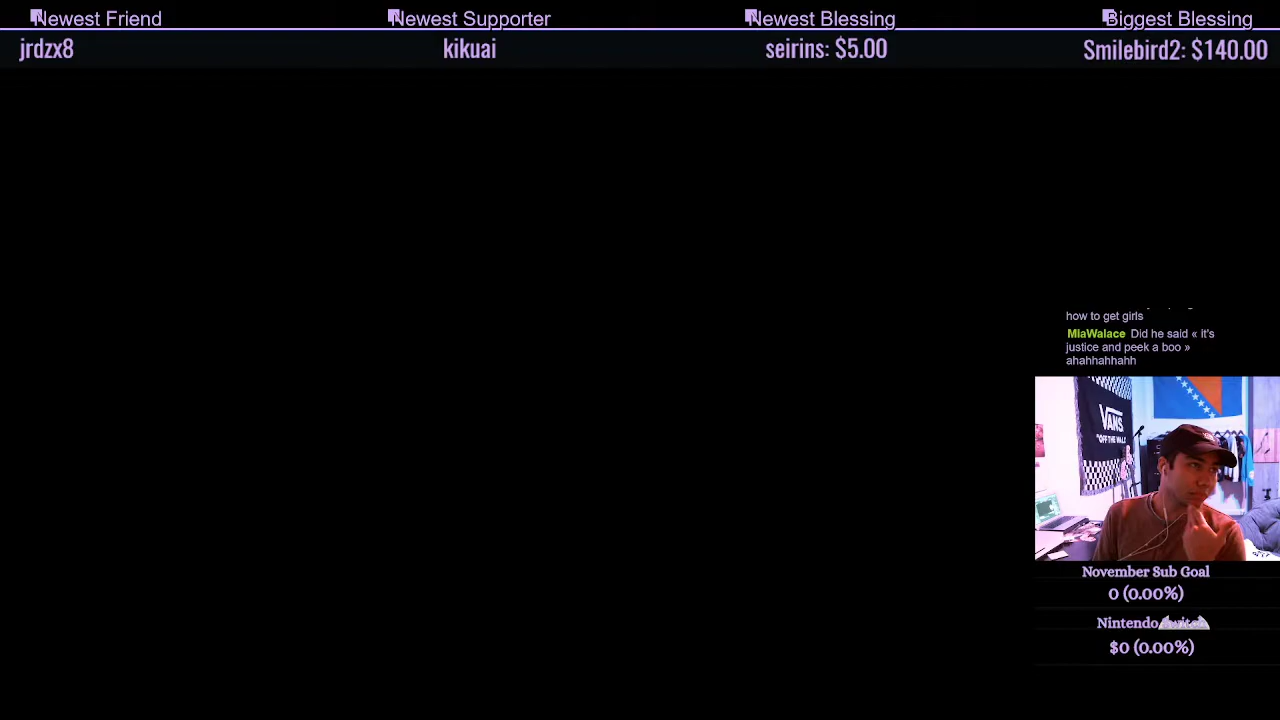 Newest Friend
Newest Supporter
Newest Blessing
Biggest Blessing
jrdzx8
kikuai
seirins: $5.00
Smilebird2: $140.00
how to get girls
MlaWalace Did he said « it's
justice and peek a boo »
ahahhahhahh
VANS
"OFF THE WALL"
November Sub Goal
0 (0.00%)
Nintendo Switch
$0 (0.00%)